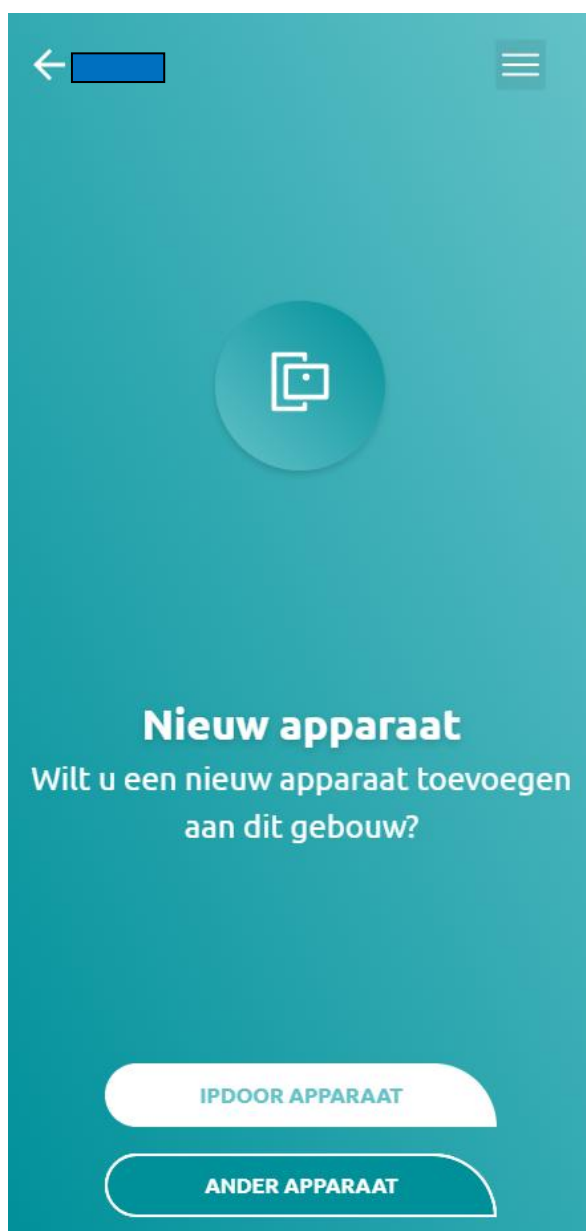 Nieuw apparaat
Wilt u een nieuw apparaat toevoegen
aan dit gebouw?
IPDOOR APPARAAT
ANDER APPARAAT